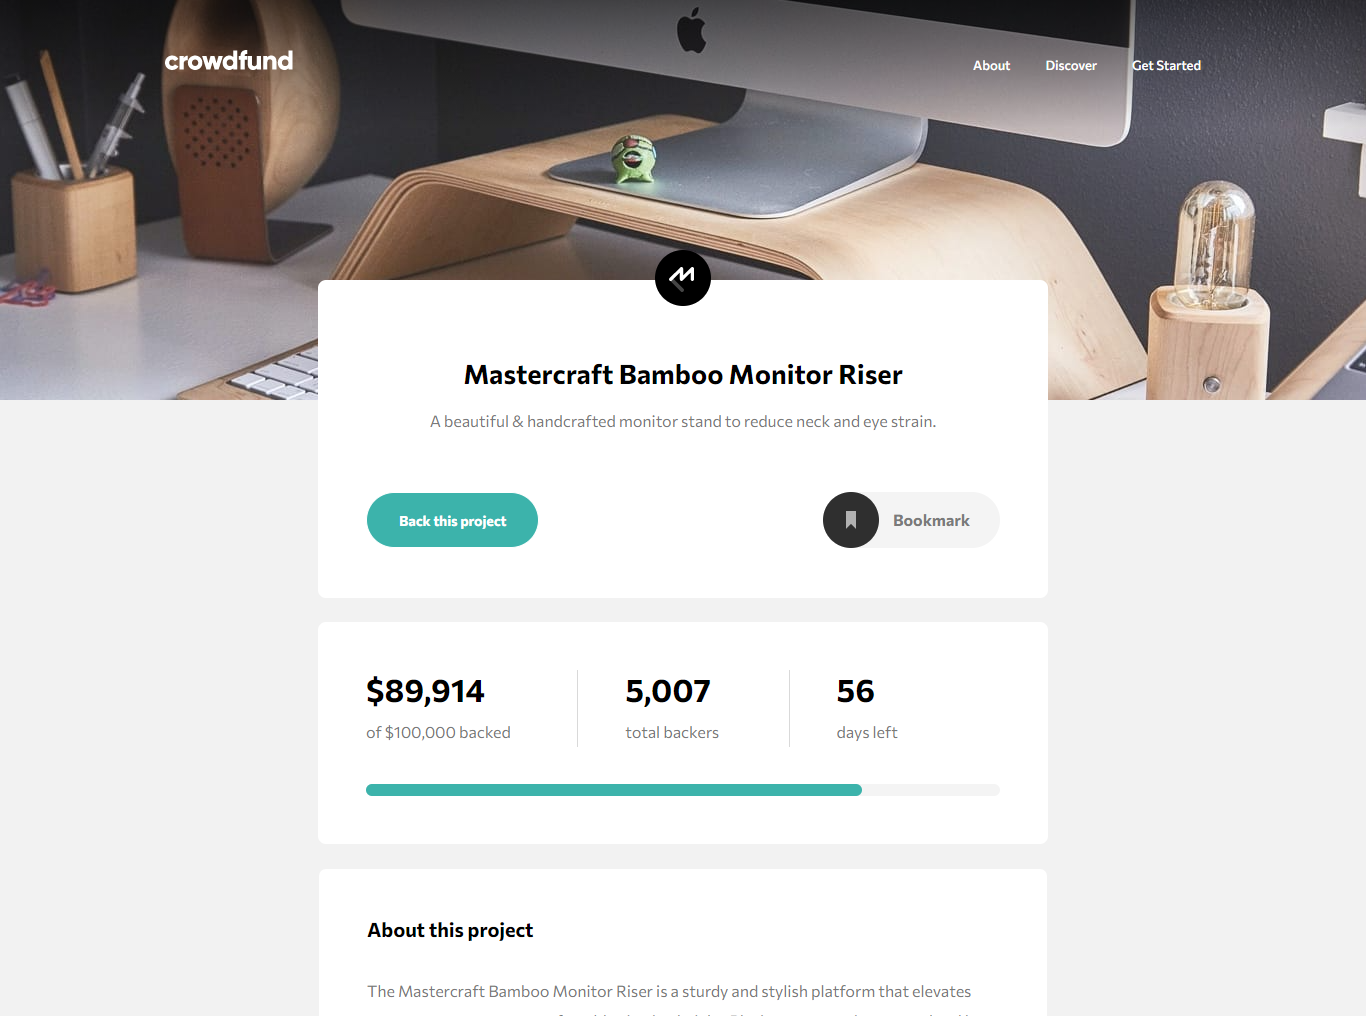 crowdfund
About Discover Get Started
Mastercraft Bamboo Monitor Riser
A beautiful & handcrafted monitor stand to reduce neck and eye strain.
Back this project
Bookmark
$89,914 5,007 56
of $100,000 backed total backers days left
About this project
The Mastercraft Bamboo Monitor Riser is a sturdy and stylish platform that elevates